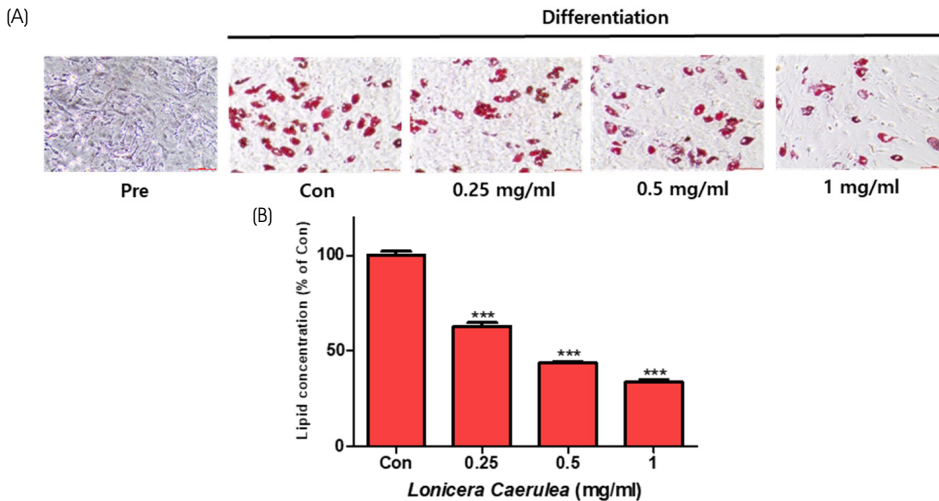 (A)
Differentiation
Pre
Con
0.25 mg/ml
0.5 mg/ml
1 mg/ml
(B)
Lipid concentration (% of Con)
100
50
0
***
***
***
Con
0.25
0.5
1
Lonicera Caerulea (mg/ml)